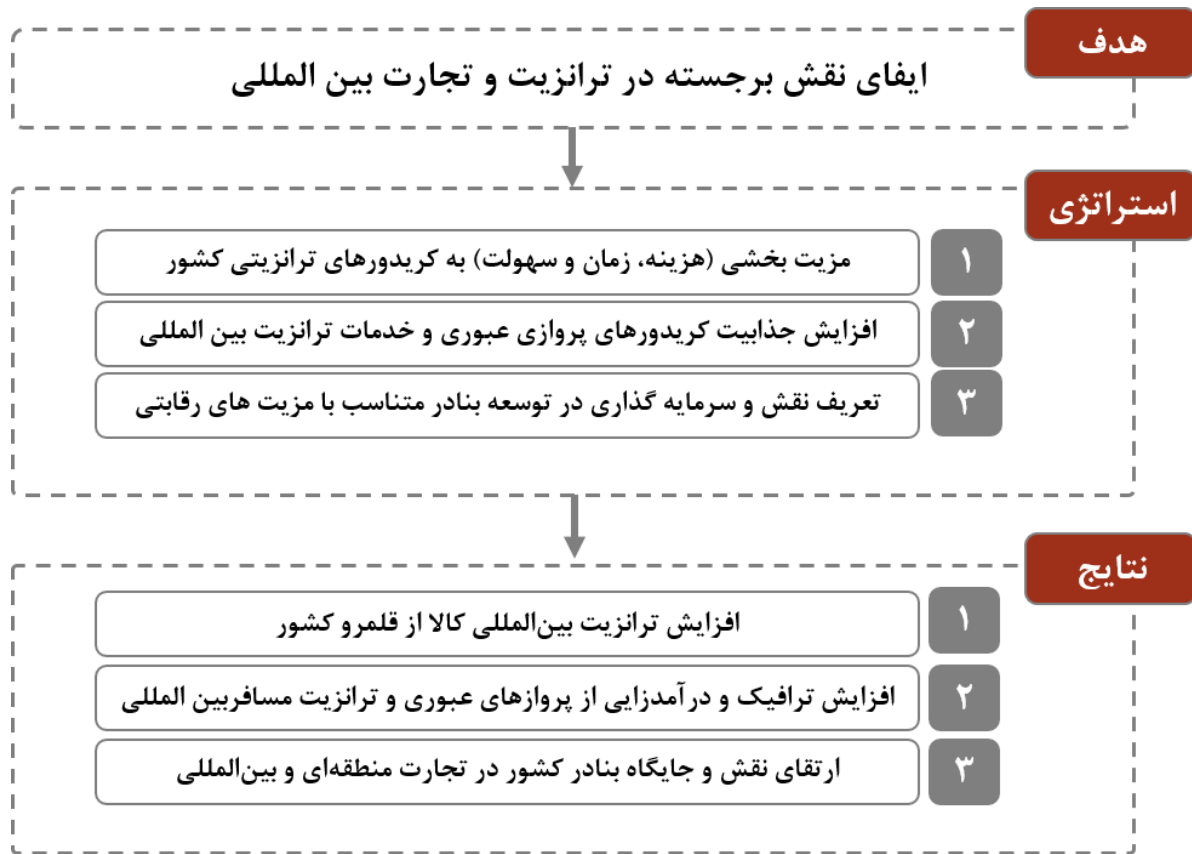 هدف
ایفای نقش برجسته در ترانزیت و تجارت بین المللی
استراتژی
۱ مزیت بخشی (هزینه، زمان و سهولت) به کریدورهای ترانزیتی کشور
۲ افزایش جذابیت کریدورهای پروازی عبوری و خدمات ترانزیت بین المللی
۳ تعریف نقش و سرمایه گذاری در توسعه بنادر متناسب با مزیت های رقابتی
نتایج
۱ افزایش ترانزیت بین‌المللی کالا از قلمرو کشور
۲ افزایش ترافیک و درآمدزایی از پروازهای عبوری و ترانزیت مسافربین المللی
۳ ارتقای نقش و جایگاه بنادر کشور در تجارت منطقه‌ای و بین‌المللی